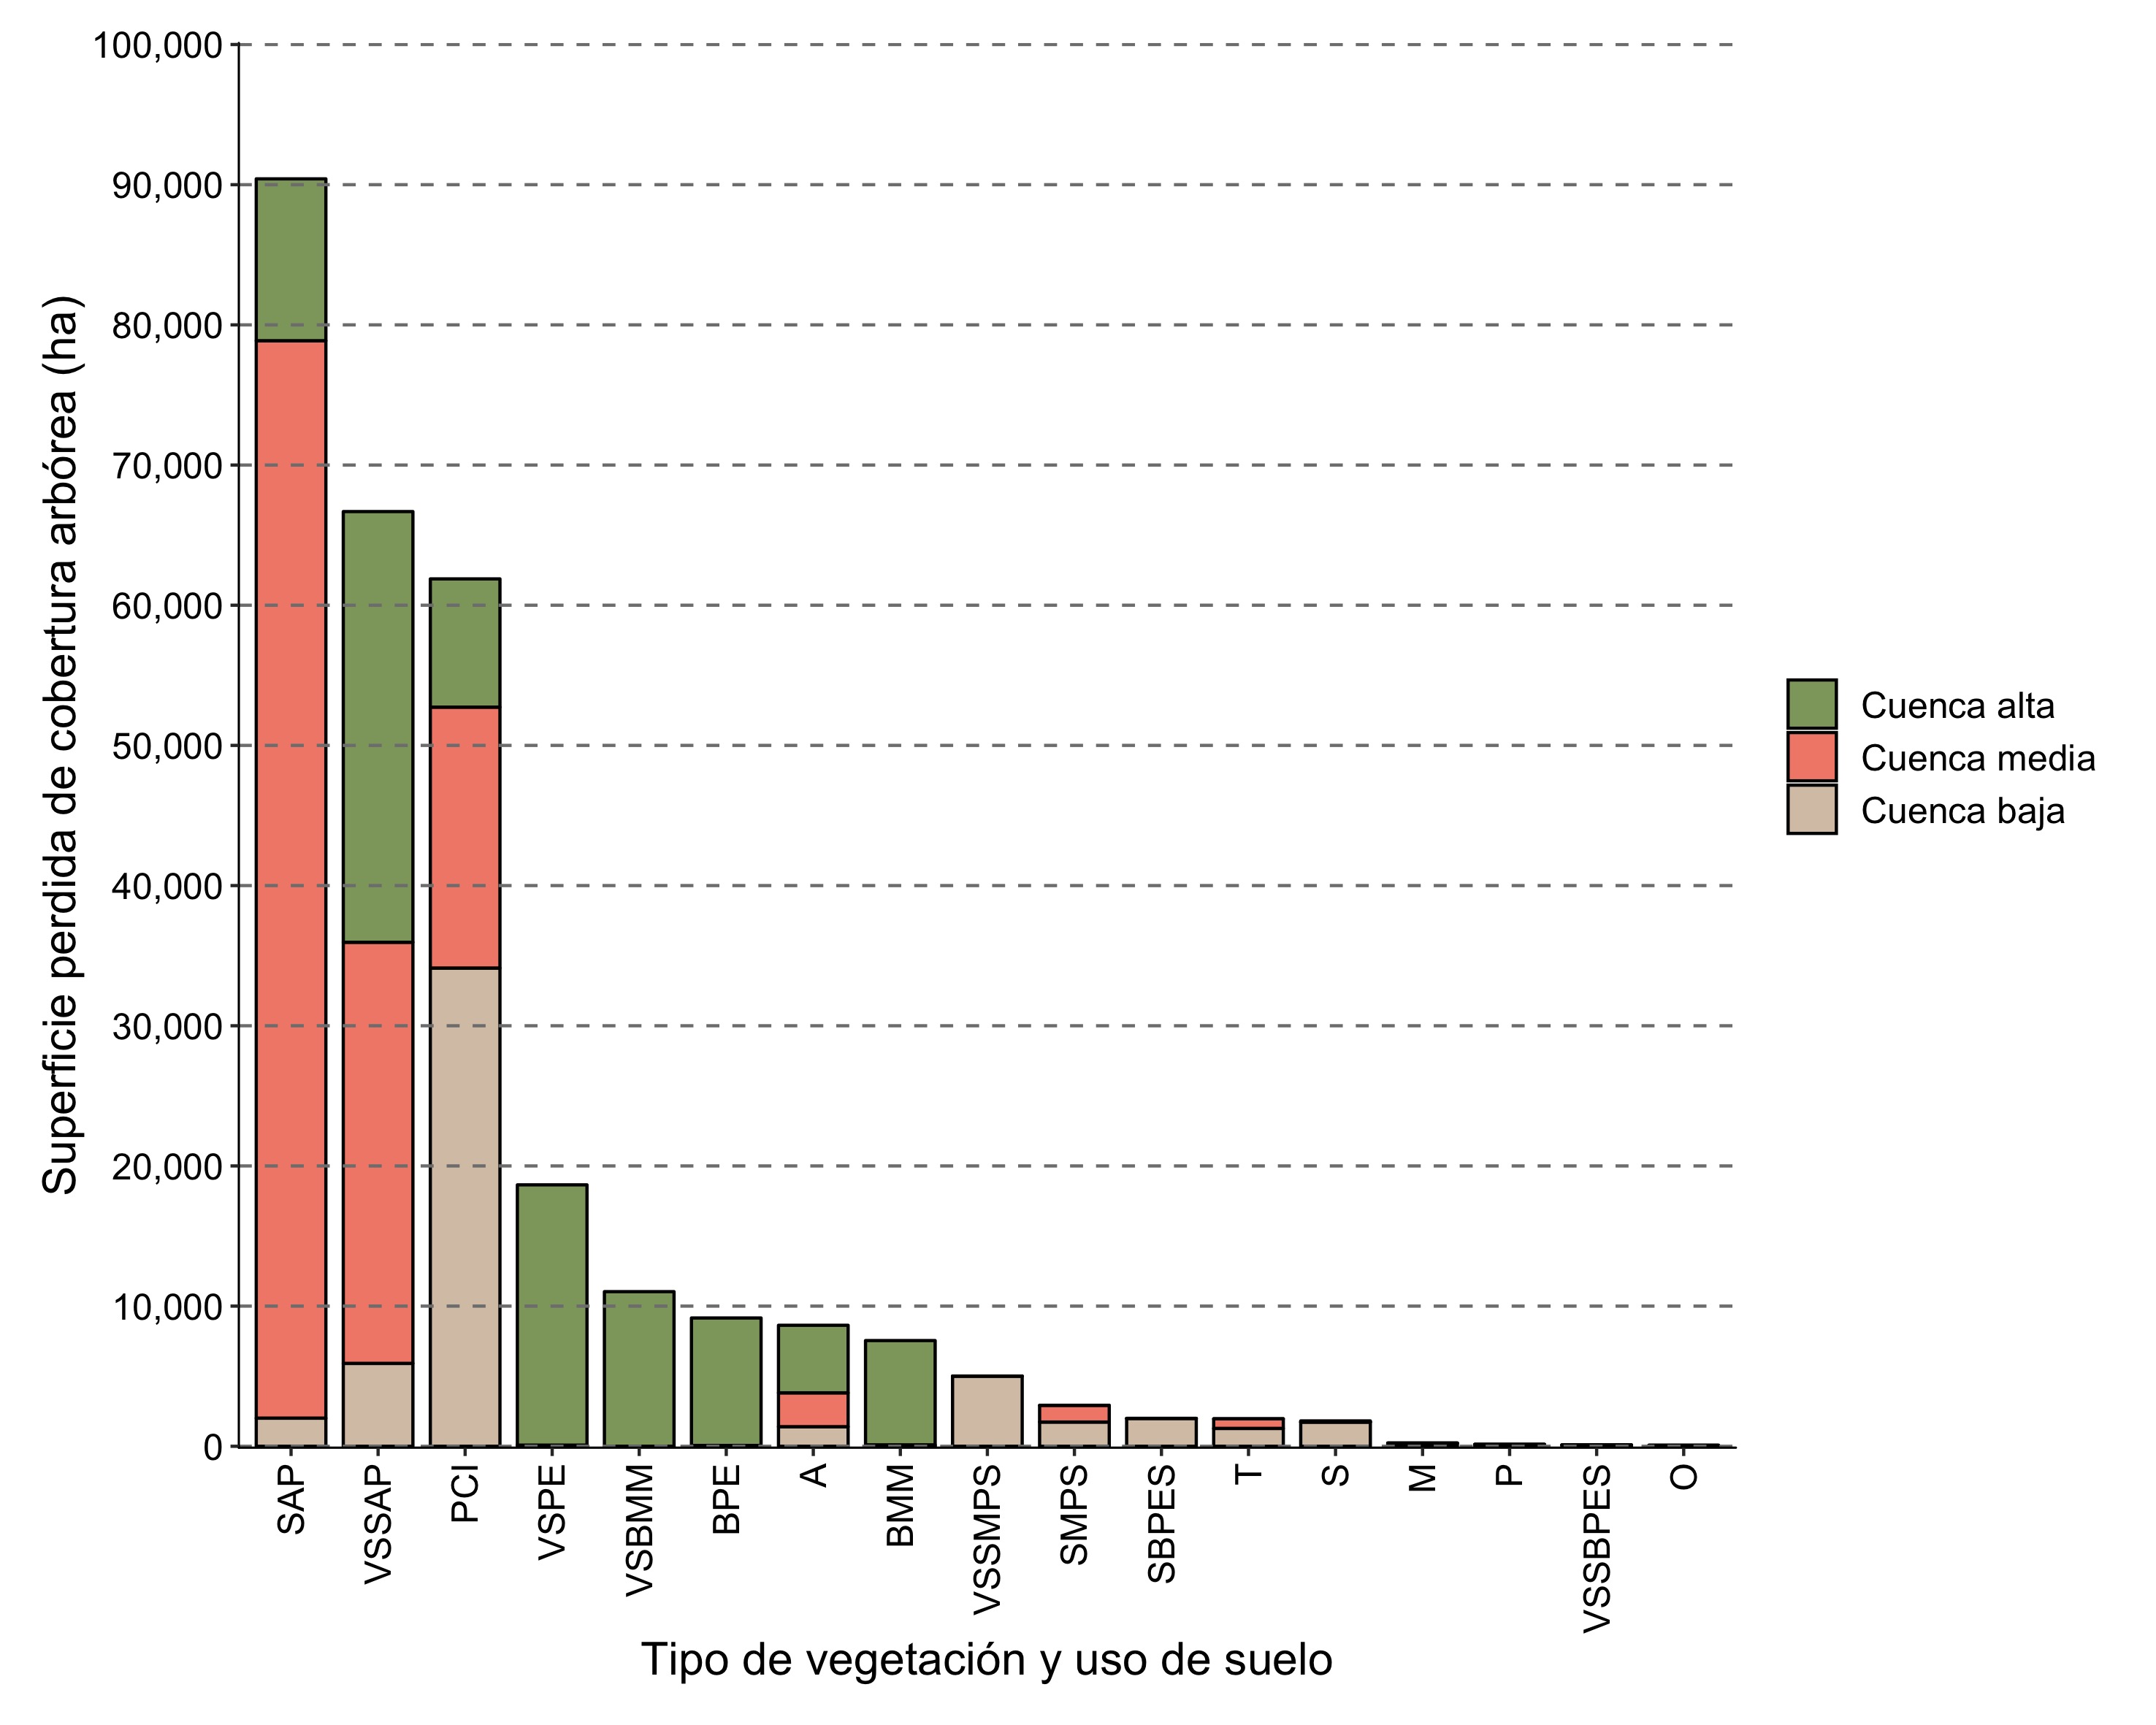 Superficie perdida de cobertura arbórea (ha)
100,000
90,000
80,000
70,000
60,000
50,000
40,000
30,000
20,000
10,000
0
SAP
VSSAP
PCI
VSPE
VSBMM
BPE
A
BMM
VSSMPS
SMPS
SBPES
T
S
M
P
VSSBPES
O
Tipo de vegetación y uso de suelo
Cuenca alta
Cuenca media
Cuenca baja